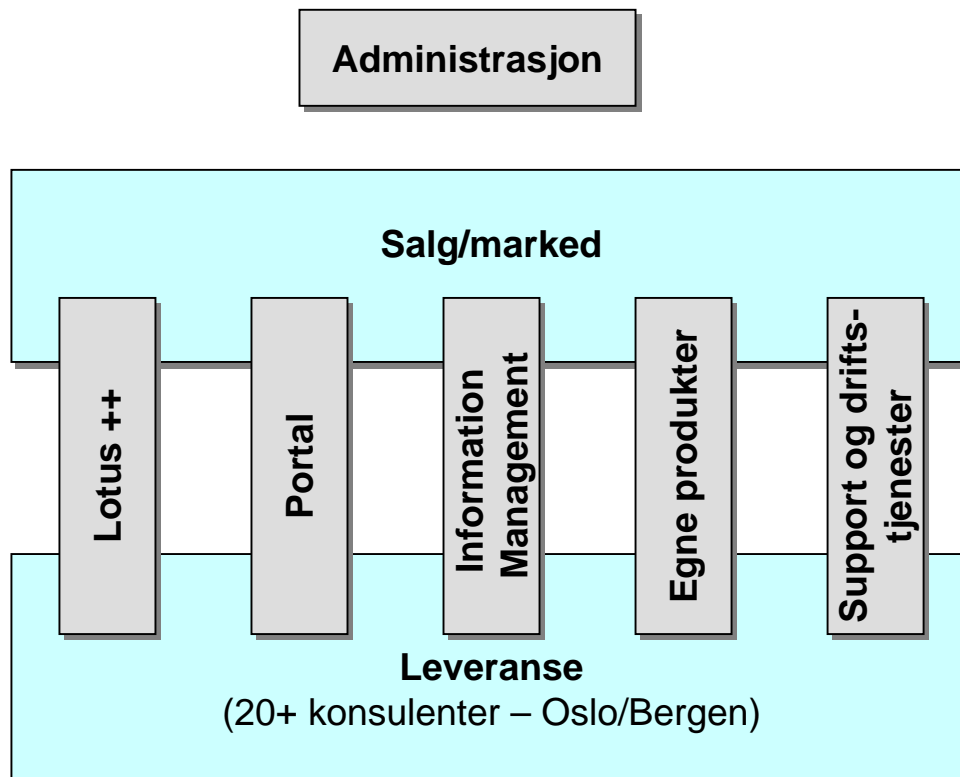 Administrasjon
Salg/marked
Lotus ++
Portal
Information
Management
Egne produkter
Support og drifts-
tjenester
Leveranse
(20+ konsulenter – Oslo/Bergen)